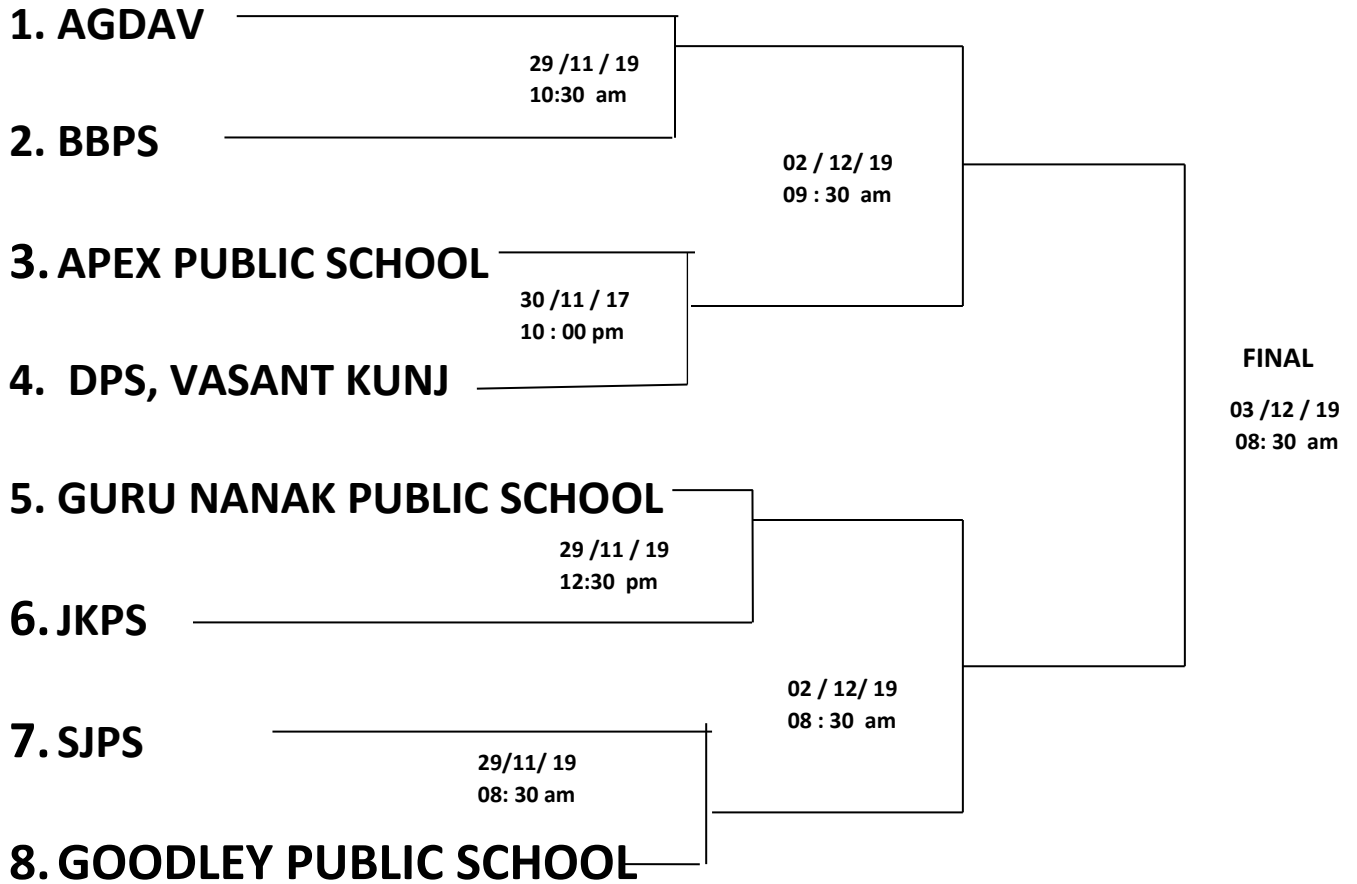 1. AGDAV
29 /11 / 19
10:30 am
2. BBPS
02 / 12/ 19
09 : 30 am
3. APEX PUBLIC SCHOOL
30 /11 / 17
10 : 00 pm
4. DPS, VASANT KUNJ
FINAL
03 /12 / 19
08: 30 am
5. GURU NANAK PUBLIC SCHOOL
29 /11 / 19
12:30 pm
6. JKPS
02 / 12/ 19
08 : 30 am
7. SJPS
29/11/ 19
08: 30 am
8. GOODLEY PUBLIC SCHOOL